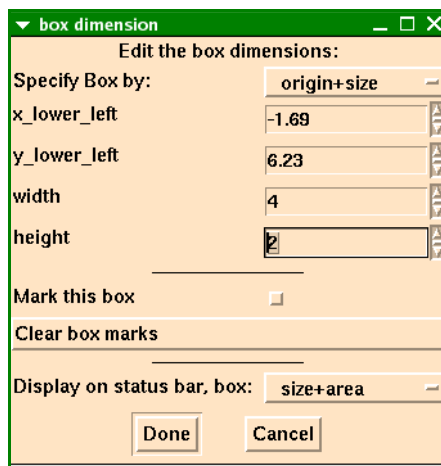 box dimension
Edit the box dimensions:
Specify Box by: origin+size
x_lower_left -1.69
y_lower_left 6.23
width 4
height 2
Mark this box
Clear box marks
Display on status bar, box: size+area
Done Cancel